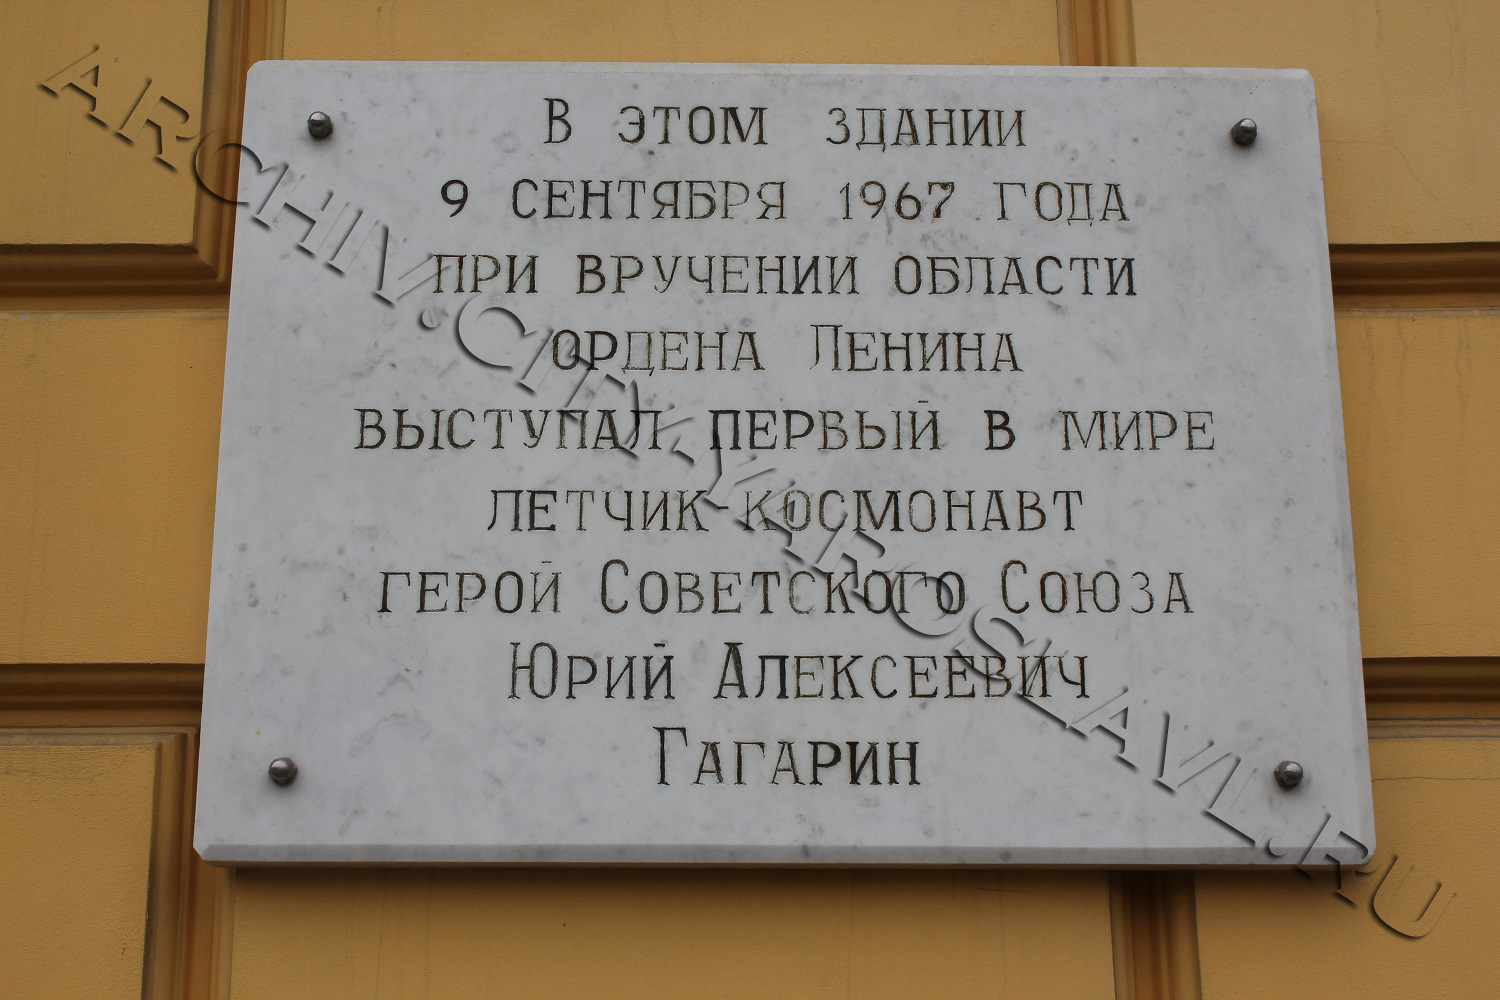 В ЭТОМ ЗДАНИИ
9 СЕНТЯБРЯ 1967 ГОДА
ПРИ ВРУЧЕНИИ ОБЛАСТИ
ОРДЕНА ЛЕНИНА
ВЫСТУПАЛ ПЕРВЫЙ В МИРЕ
ЛЕТЧИК-КОСМОНАВТ
ГЕРОЙ СОВЕТСКОГО СОЮЗА
ЮРИЙ АЛЕКСЕЕВИЧ
ГАГАРИН
ARCHIV.CITY-YAROSLAVL.RU